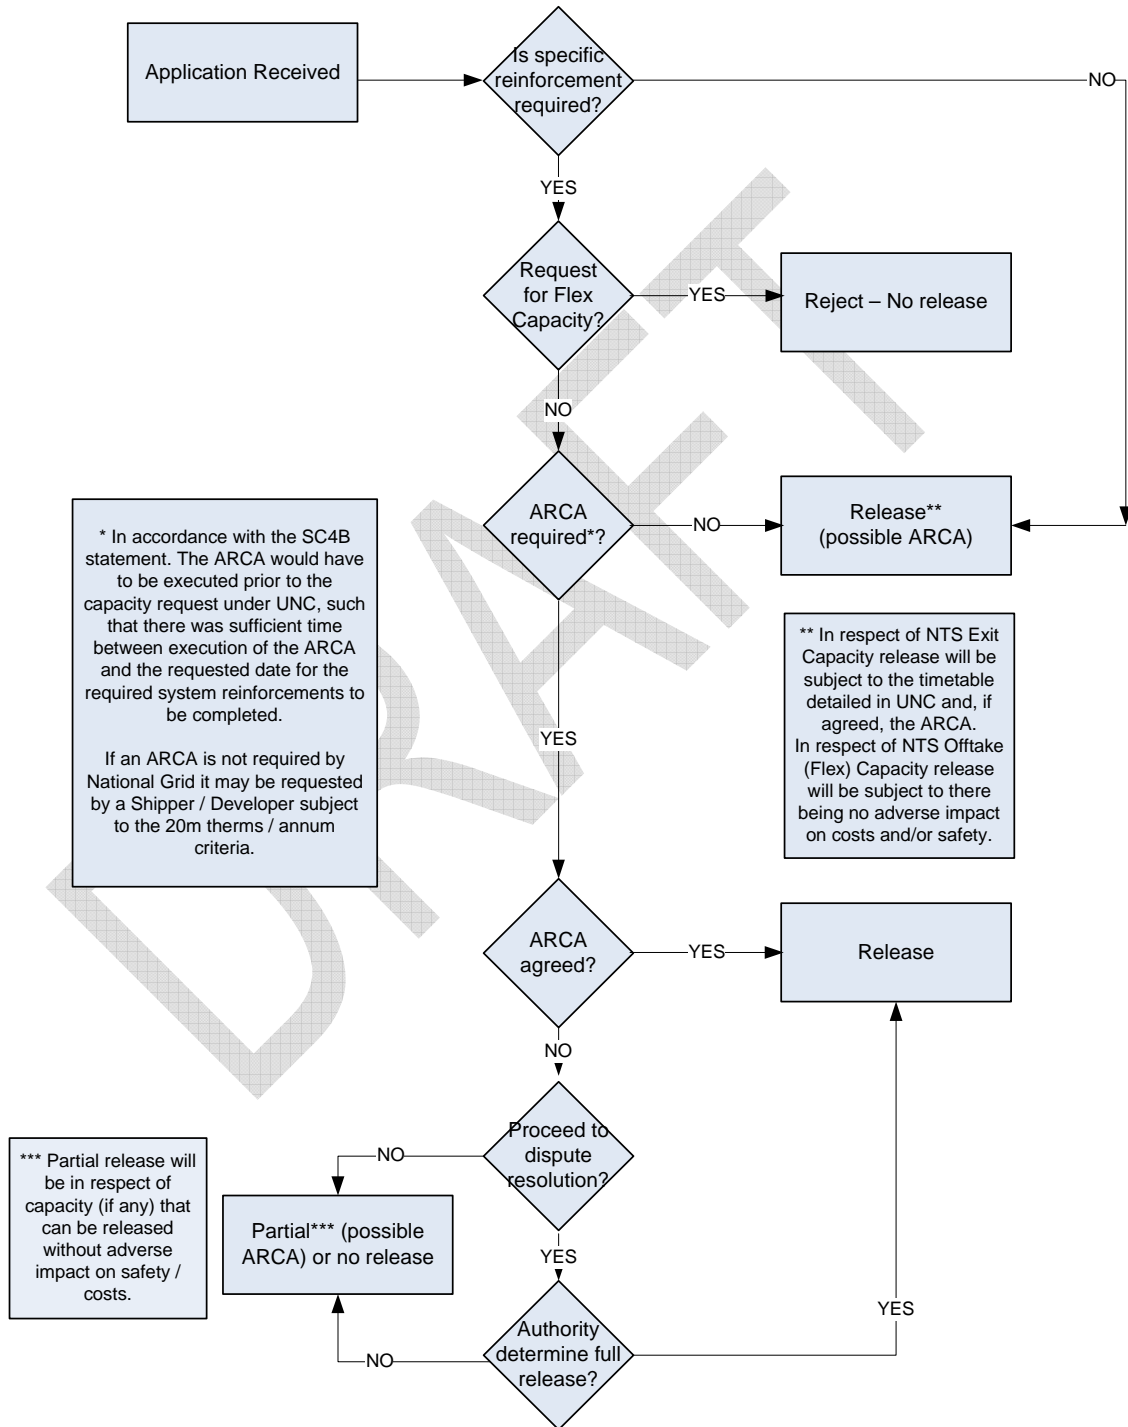 Application Received
Is specific
reinforcement
required?
NO
YES
Request
for Flex
Capacity?
YES
Reject – No release
NO
ARCA
required*?
NO
Release**
(possible ARCA)
* In accordance with the SC4B
statement. The ARCA would have
to be executed prior to the
capacity request under UNC, such
that there was sufficient time
between execution of the ARCA
and the requested date for the
required system reinforcements to
be completed.
If an ARCA is not required by
National Grid it may be requested
by a Shipper / Developer subject
to the 20m therms / annum
criteria.
** In respect of NTS Exit
Capacity release will be
subject to the timetable
detailed in UNC and, if
agreed, the ARCA.
In respect of NTS Offtake
(Flex) Capacity release
will be subject to there
being no adverse impact
on costs and/or safety.
YES
ARCA
agreed?
YES
Release
NO
Proceed to
dispute
resolution?
NO
*** Partial release will
be in respect of
capacity (if any) that
can be released
without adverse
impact on safety /
costs.
Partial*** (possible
ARCA) or no release
YES
YES
Authority
determine full
release?
NO
DRAFT